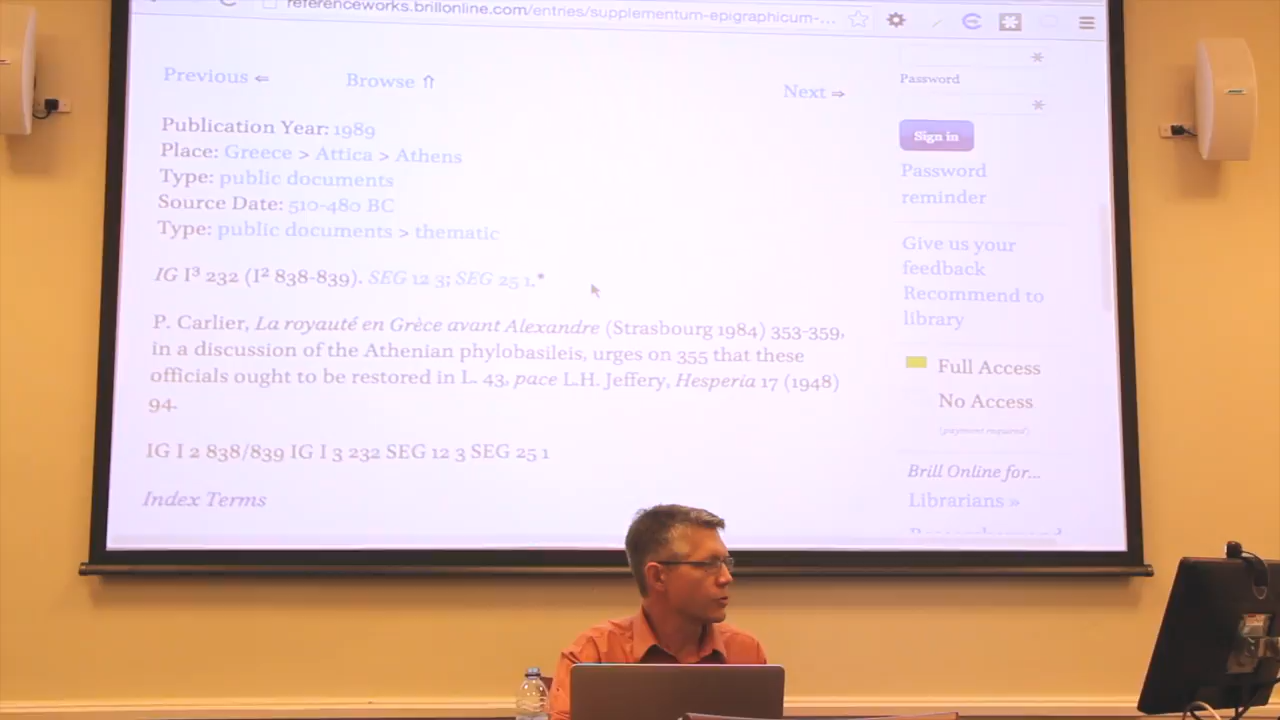 referenceworks.brillonline.com/entries/supplementum-epigraphicum-...
Previous ⇐
Browse ⇑
Next ⇒
Publication Year: 1989
Place: Greece > Attica > Athens
Type: public documents
Source Date: 510-480 BC
Type: public documents > thematic
IG I³ 232 (I² 838-839). SEG 12 3; SEG 25 1.*
P. Carlier, La royauté en Grèce avant Alexandre (Strasbourg 1984) 353-359,
in a discussion of the Athenian phylobasileis, urges on 355 that these
officials ought to be restored in L. 43, pace L.H. Jeffery, Hesperia 17 (1948)
94.
IG I 2 838/839 IG I 3 232 SEG 12 3 SEG 25 1
Index Terms
Password
Sign in
Password
reminder
Give us your
feedback
Recommend to
library
Full Access
No Access
(payment required)
Brill Online for...
Librarians »